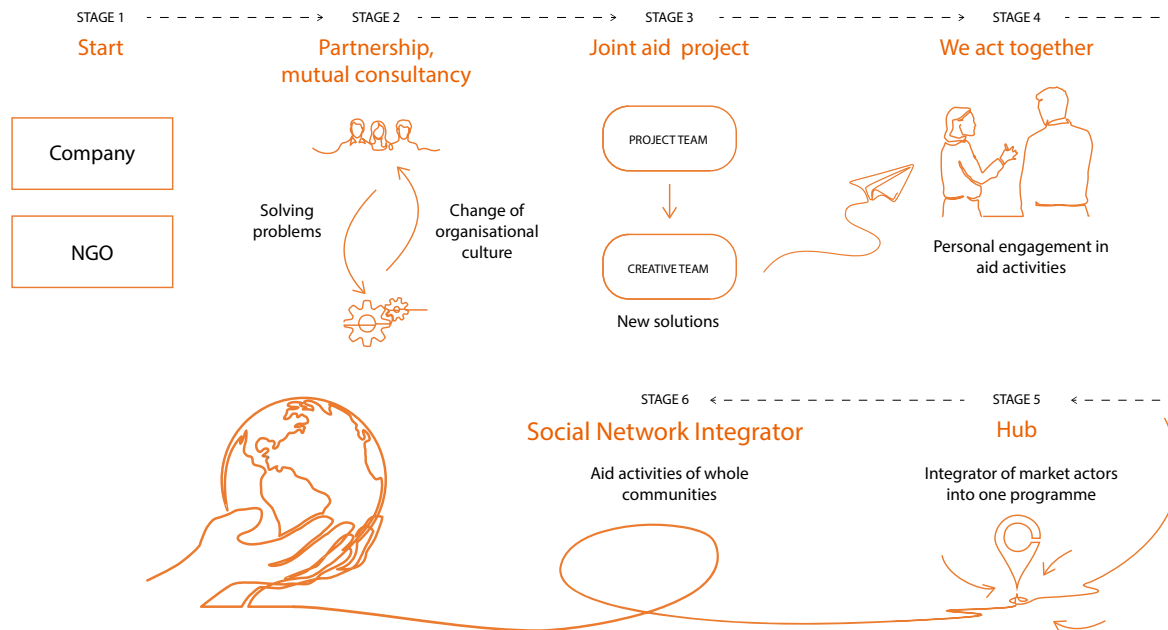 STAGE 1
Start
Company
NGO
STAGE 2
Partnership,
mutual consultancy
Solving
problems
Change of
organisational
culture
STAGE 3
Joint aid project
PROJECT TEAM
CREATIVE TEAM
New solutions
STAGE 4
We act together
Personal engagement in
aid activities
STAGE 5
Hub
Integrator of market actors
into one programme
STAGE 6
Social Network Integrator
Aid activities of whole
communities